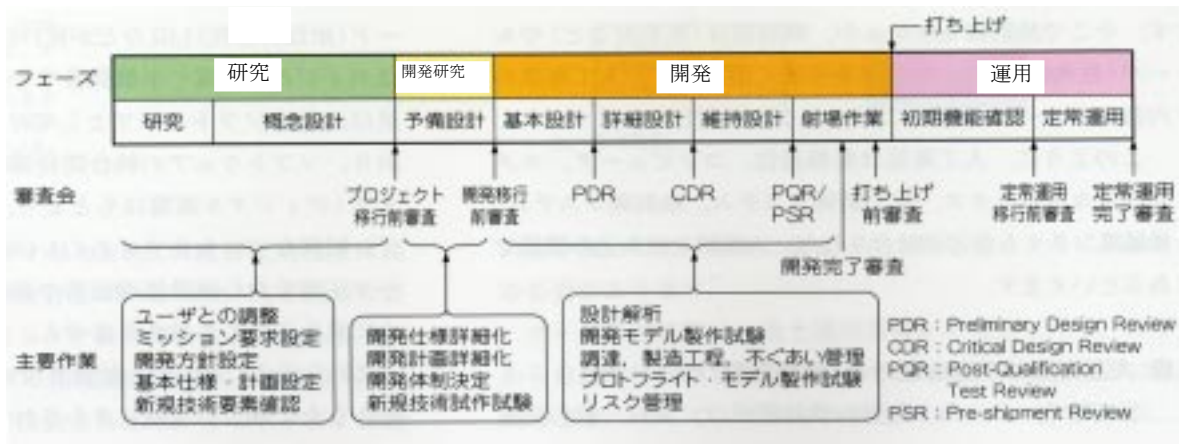 打ち上げ
フェーズ 研究 開発研究 開発 運用
研究 概念設計 予備設計 基本設計 詳細設計 維持設計 射場作業 初期機能確認 定常運用
審査会 プロジェクト 開発移行 PDR CDR PQR/ 打ち上げ 定常運用 定常運用
移行前審査 前審査 PSR 前審査 移行前審査 完了審査
開発完了審査
主要作業
ユーザとの調整
ミッション要求設定
開発方針設定
基本仕様・計画設定
新規技術要素確認
開発仕様詳細化
開発計画詳細化
開発体制決定
新規技術試作試験
設計解析
開発モデル製作試験
調達,製造工程,不ぐあい管理
プロトフライト・モデル製作試験
リスク管理
PDR : Preliminary Design Review
CDR : Critical Design Review
PQR : Post-Qualification
Test Review
PSR : Pre-shipment Review